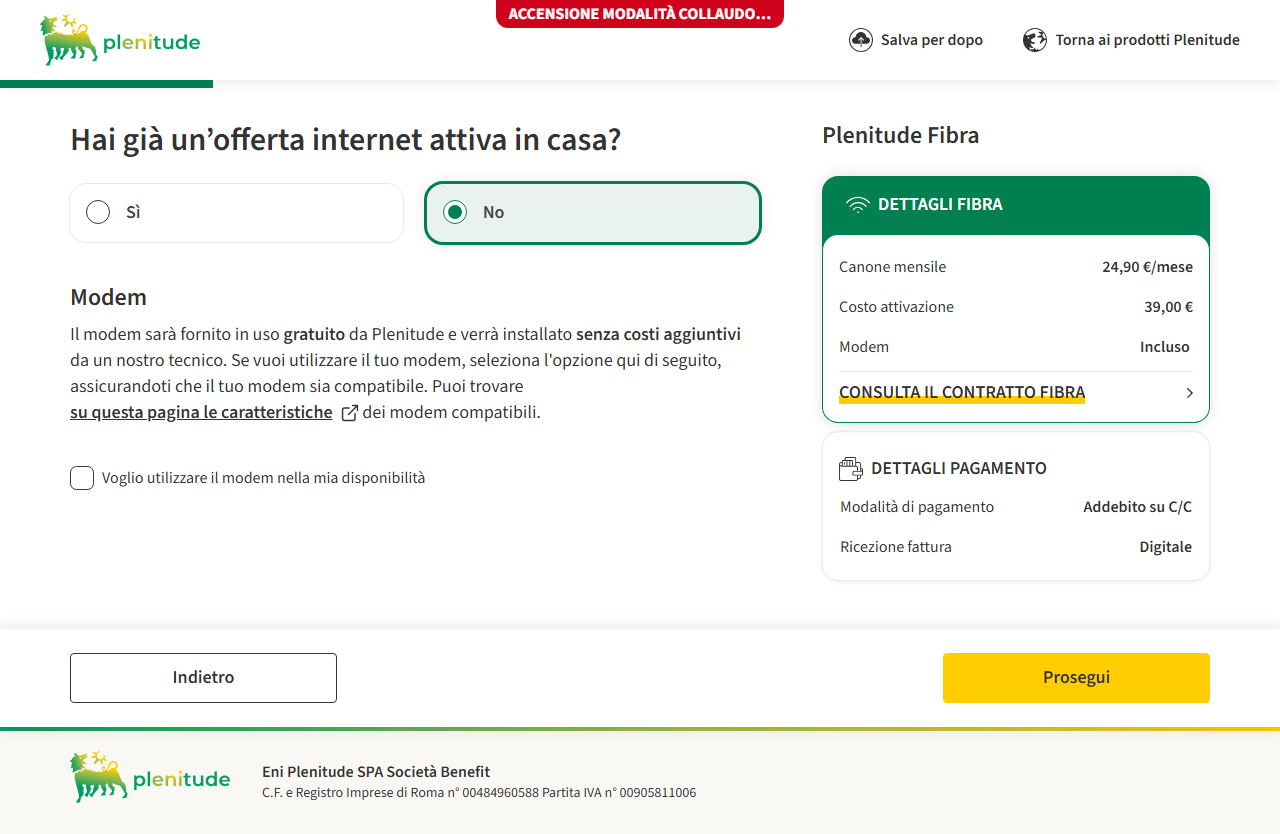 ACCENSIONE MODALITÀ COLLAUDO...
plenitude
Salva per dopo
Torna ai prodotti Plenitude
Hai già un’offerta internet attiva in casa?
Sì
No
Modem
Il modem sarà fornito in uso gratuito da Plenitude e verrà installato senza costi aggiuntivi
da un nostro tecnico. Se vuoi utilizzare il tuo modem, seleziona l'opzione qui di seguito,
assicurandoti che il tuo modem sia compatibile. Puoi trovare
su questa pagina le caratteristiche dei modem compatibili.
Voglio utilizzare il modem nella mia disponibilità
Plenitude Fibra
DETTAGLI FIBRA
Canone mensile 24,90 €/mese
Costo attivazione 39,00 €
Modem Incluso
CONSULTA IL CONTRATTO FIBRA
DETTAGLI PAGAMENTO
Modalità di pagamento Addebito su C/C
Ricezione fattura Digitale
Indietro
Prosegui
plenitude
Eni Plenitude SPA Società Benefit
C.F. e Registro Imprese di Roma n° 00484960588 Partita IVA n° 00905811006